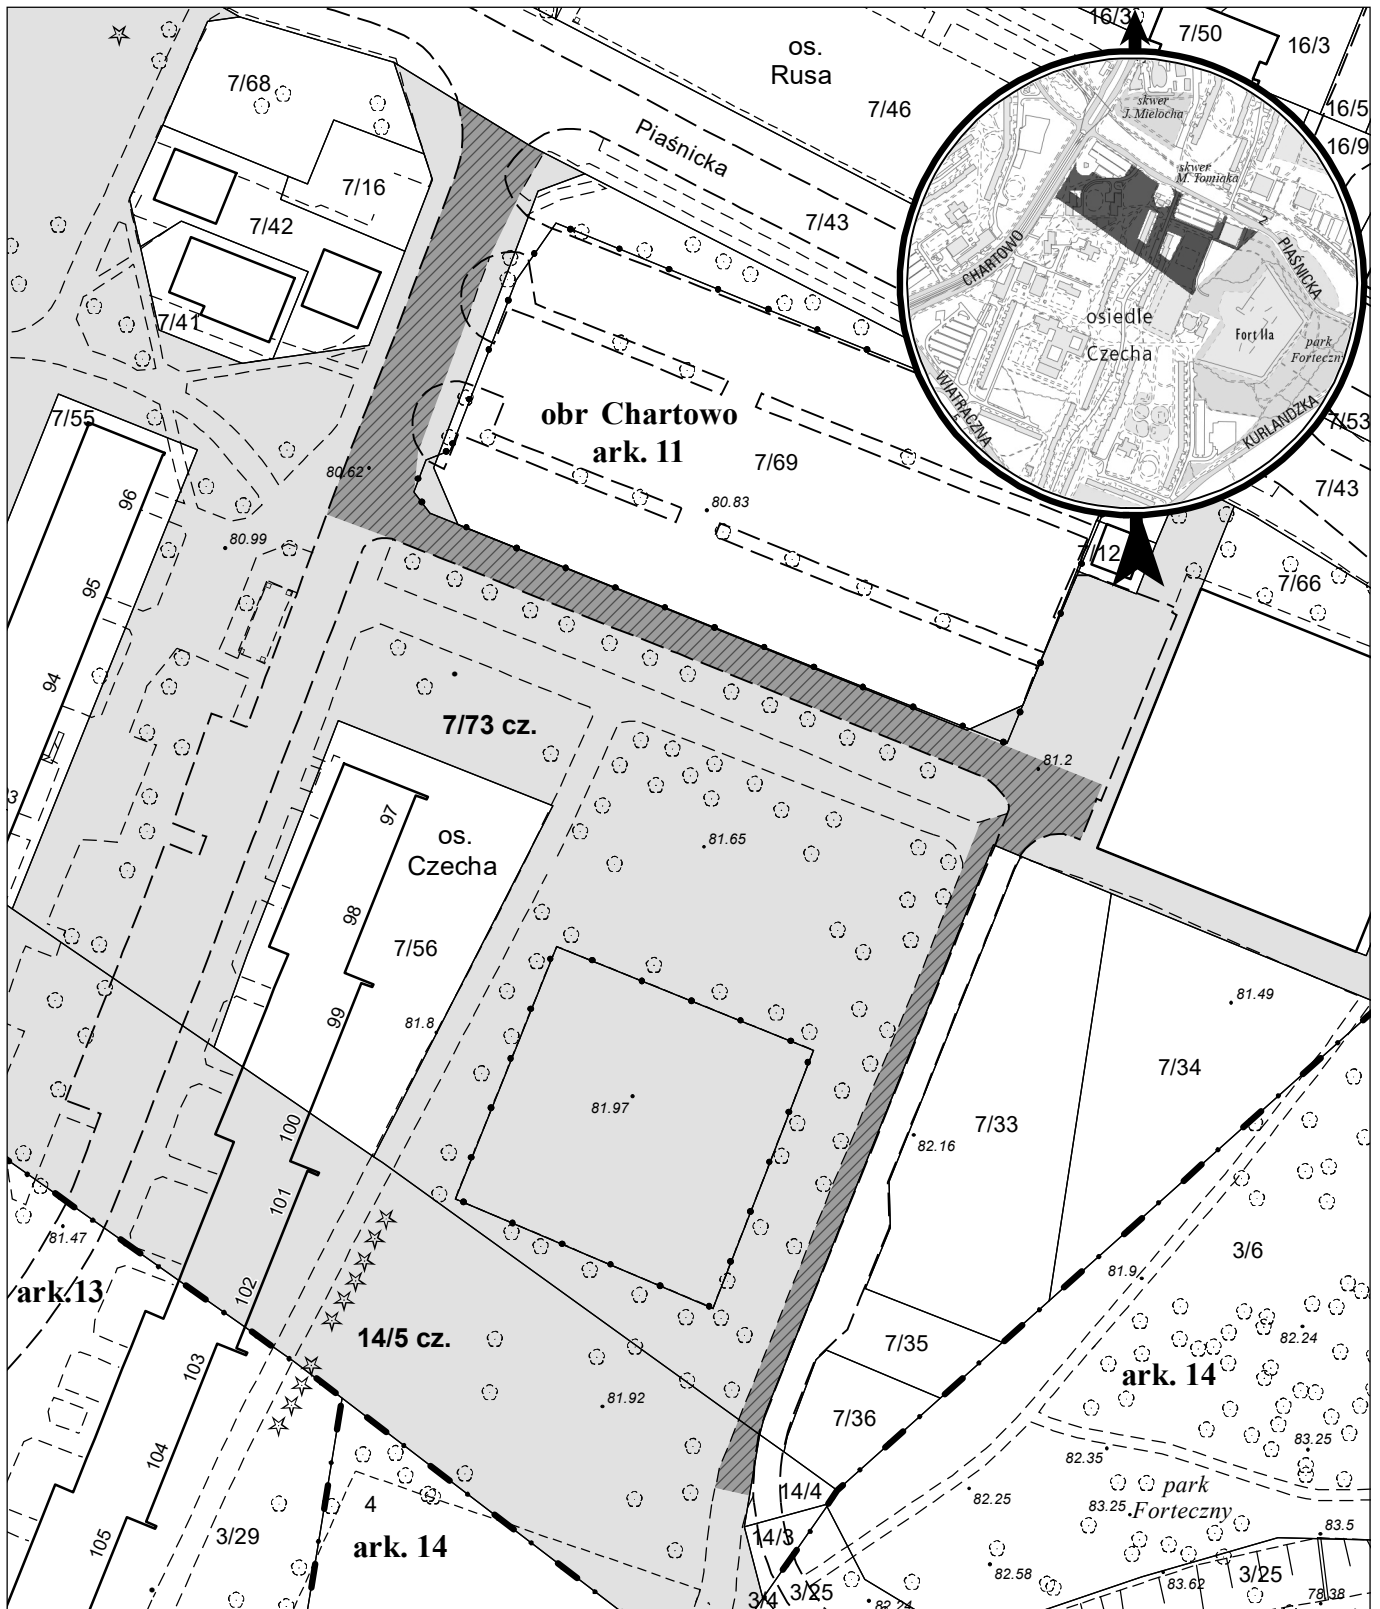 16/3
7/50
16/3
os.
Rusa
7/68
7/46
16/5
16/9
Piaśnicka
7/16
7/42
7/43
7/41
skwer
J. Mielocha
skwer
M. Tomiaka
CHARTOWO
PIAŚNICKA
osiedle
Czecha
Fort IIa
park
Forteczny
WIATRACZNA
KURLANDZKA
7/55
obr Chartowo
ark. 11
7/53
7/69
80.62
80.83
7/43
96
80.99
7/12
7/66
95
94
7/73 cz.
81.2
97
os.
Czecha
81.65
98
7/56
99
81.8
81.49
7/34
81.97
7/33
100
82.16
101
81.47
3/6
ark.13
102
81.9
14/5 cz.
82.24
103
7/35
ark. 14
81.92
7/36
104
82.35
83.25
park
Forteczny
14/4
82.25
83.25
4
105
3/29
ark. 14
14/3
83.5
82.58
3/4
3/25
83.62
3/25
82.24
78.38